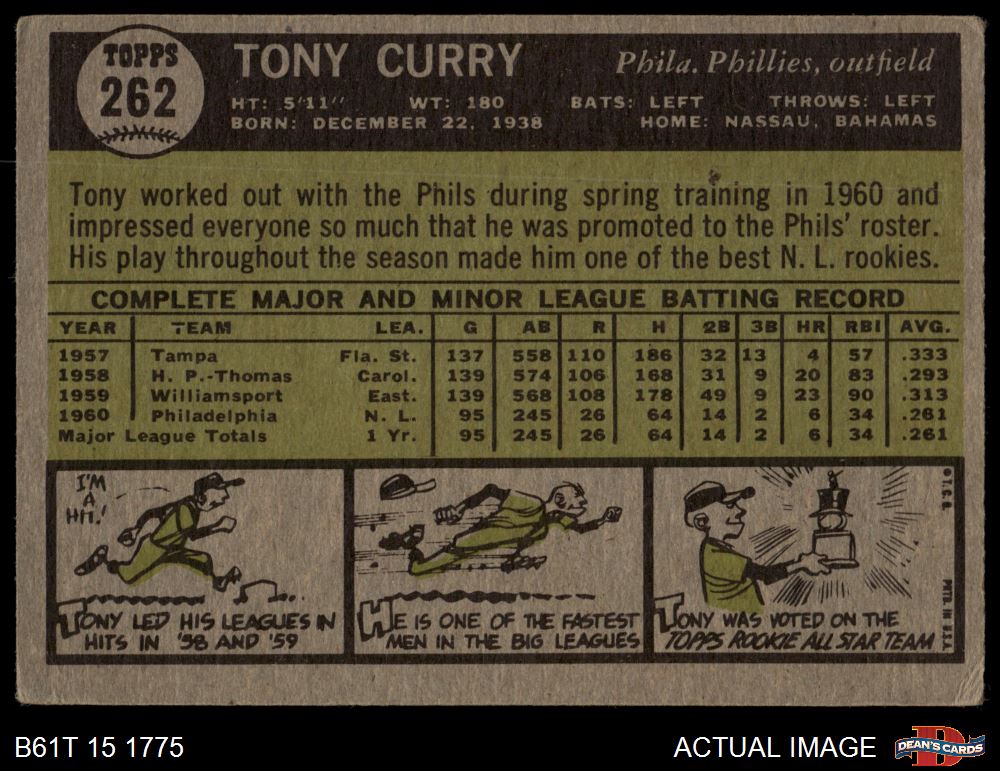 TOPPS
262
TONY CURRY
Phila. Phillies, outfield
HT: 5'11" WT: 180 BATS: LEFT THROWS: LEFT
BORN: DECEMBER 22, 1938 HOME: NASSAU, BAHAMAS
Tony worked out with the Phils during spring training in 1960 and
impressed everyone so much that he was promoted to the Phils' roster.
His play throughout the season made him one of the best N. L. rookies.
COMPLETE MAJOR AND MINOR LEAGUE BATTING RECORD
YEAR TEAM LEA. G AB R H 2B 3B HR RBI AVG.
1957 Tampa Fla. St. 137 558 110 186 32 13 4 57 .333
1958 H. P.-Thomas Carol. 139 574 106 168 31 9 20 83 .293
1959 Williamsport East. 139 568 108 178 49 9 23 90 .313
1960 Philadelphia N. L. 95 245 26 64 14 2 6 34 .261
Major League Totals 1 Yr. 95 245 26 64 14 2 6 34 .261
I'M
A
HIT!
TONY LED HIS LEAGUES IN
HITS IN '58 AND '59
HE IS ONE OF THE FASTEST
MEN IN THE BIG LEAGUES
TONY WAS VOTED ON THE
TOPPS ROOKIE ALL STAR TEAM
©T.C.G.
PRTD. IN U.S.A.
B61T 15 1775
ACTUAL IMAGE
D
DEAN'S CARDS